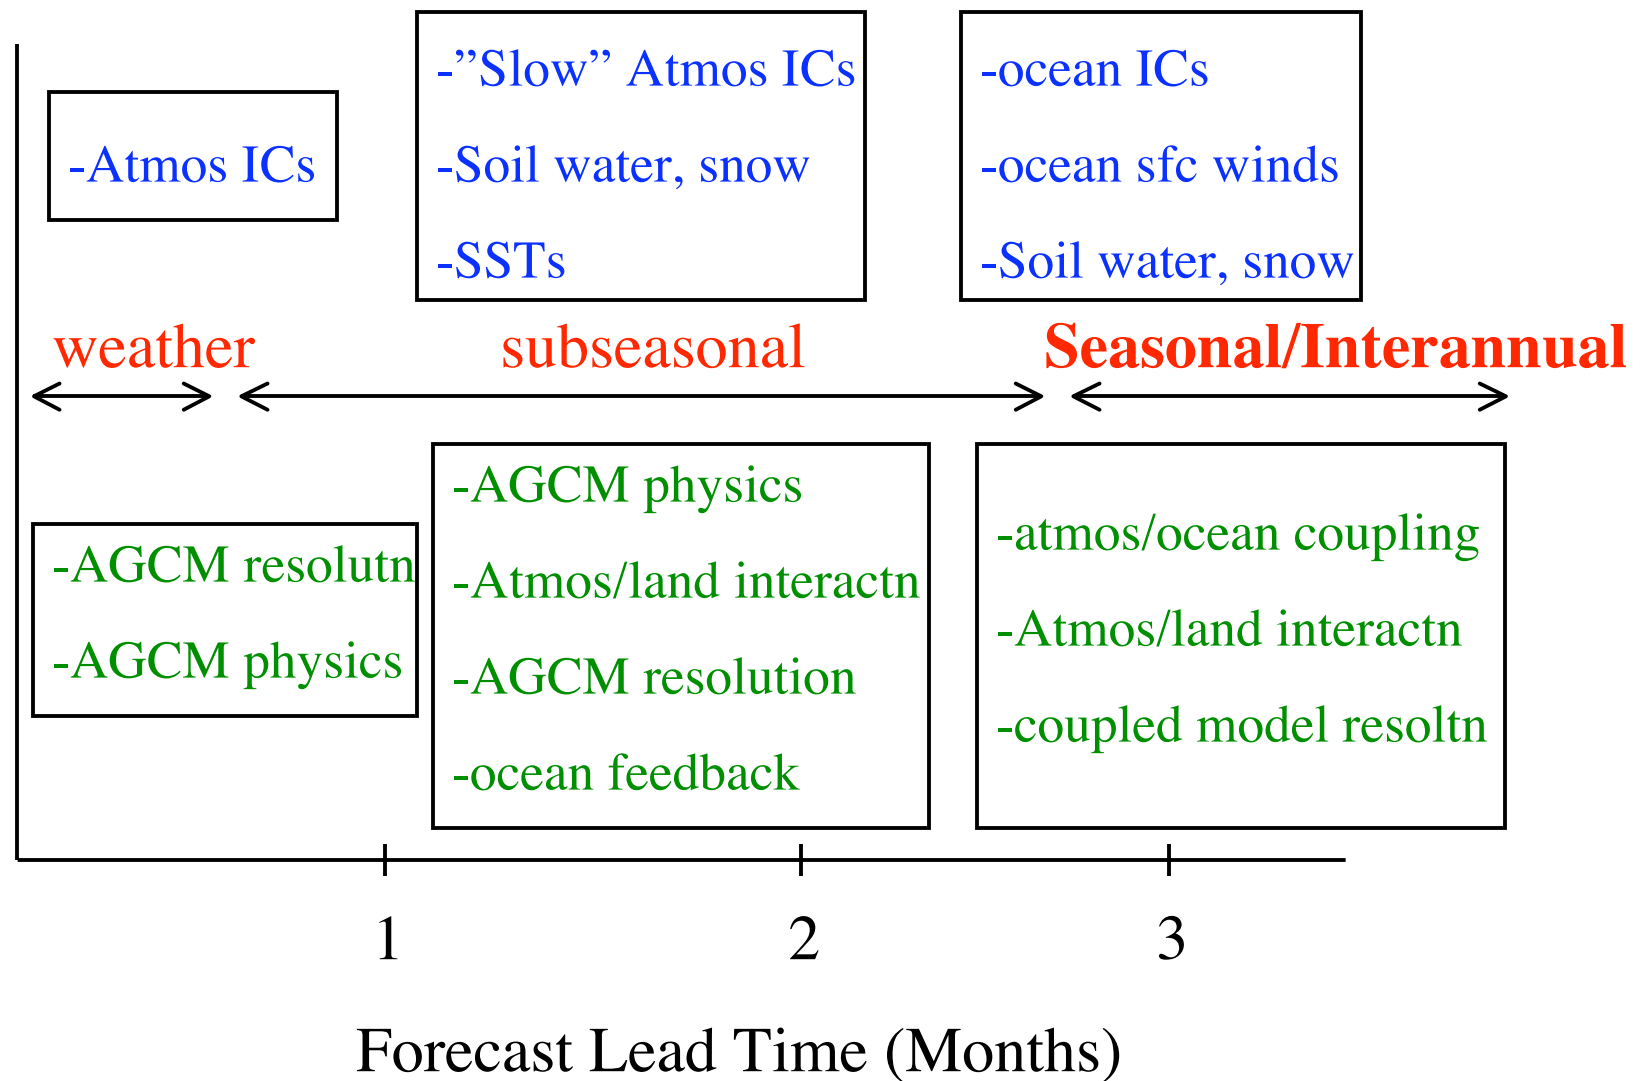 -Atmos ICs
-”Slow” Atmos ICs
-Soil water, snow
-SSTs
-ocean ICs
-ocean sfc winds
-Soil water, snow
weather
subseasonal
Seasonal/Interannual
-AGCM resolutn
-AGCM physics
-AGCM physics
-Atmos/land interactn
-AGCM resolution
-ocean feedback
-atmos/ocean coupling
-Atmos/land interactn
-coupled model resoltn
1
2
3
Forecast Lead Time (Months)